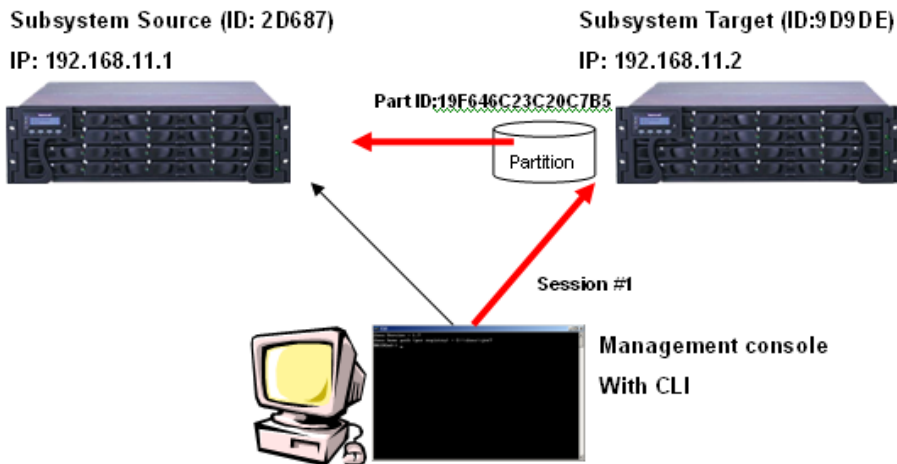 Subsystem Source (ID: 2D687)
IP: 192.168.11.1
Subsystem Target (ID:9D9DE)
IP: 192.168.11.2
Part ID:19F646C23C20C7B5
Partition
Session #1
Management console
With CLI